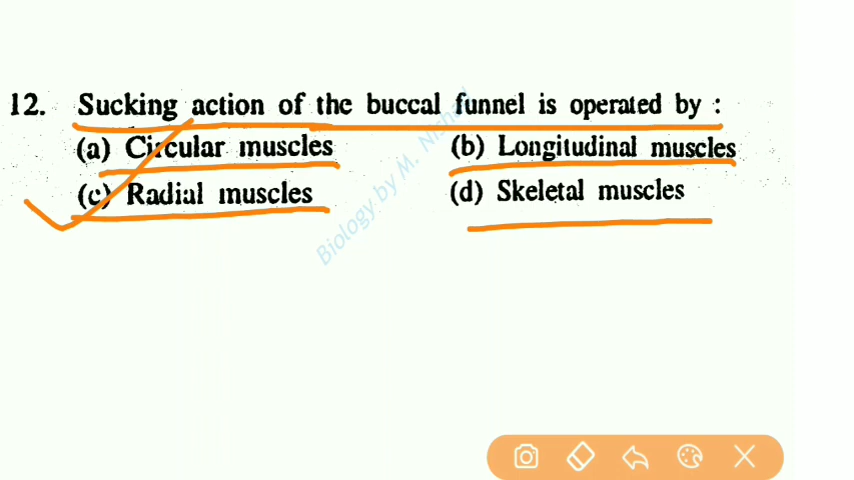 12. Sucking action of the buccal funnel is operated by :
(a) Circular muscles (b) Longitudinal muscles
(c) Radial muscles (d) Skeletal muscles
Biology by M. Nisha